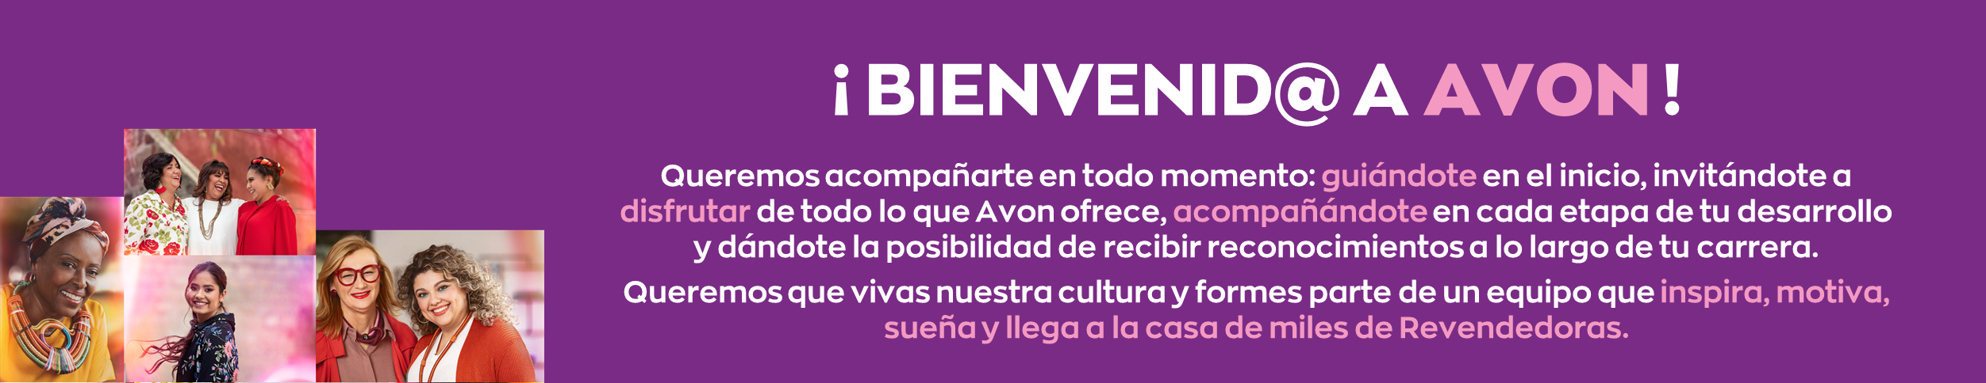 ¡BIENVENID@ A AVON!
Queremos acompañarte en todo momento: guiándote en el inicio, invitándote a
disfrutar de todo lo que Avon ofrece, acompañándote en cada etapa de tu desarrollo
y dándote la posibilidad de recibir reconocimientos a lo largo de tu carrera.
Queremos que vivas nuestra cultura y formes parte de un equipo que inspira, motiva,
sueña y llega a la casa de miles de Revendedoras.